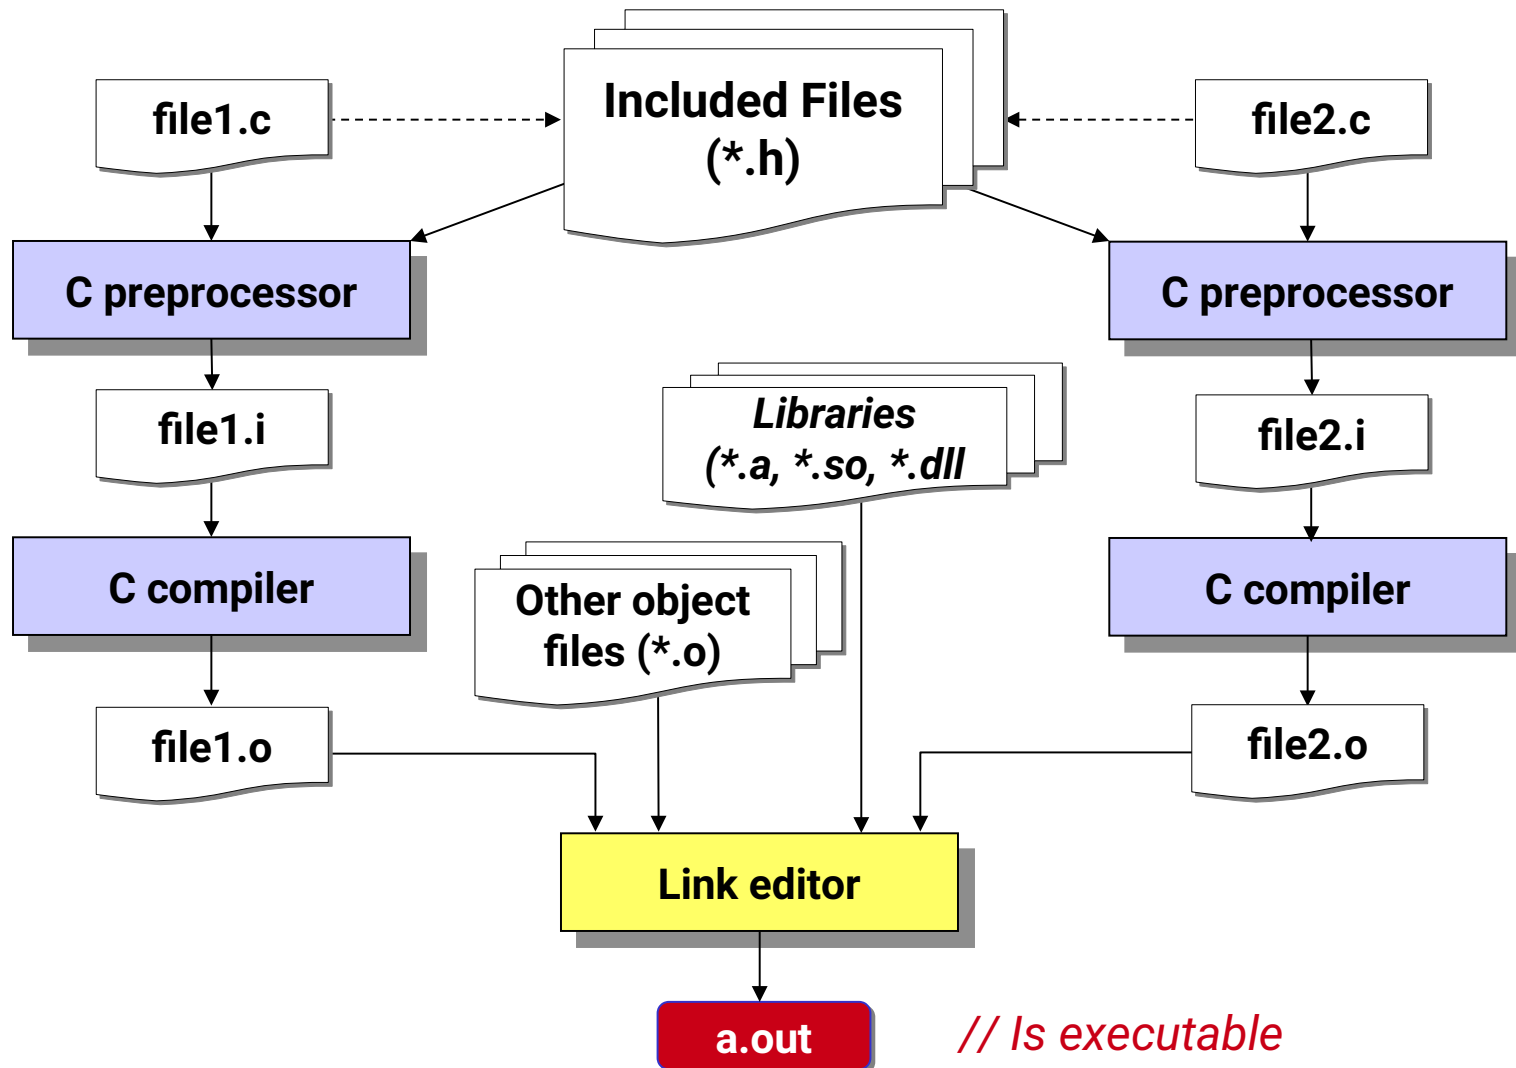 Included Files
(*.h)
file1.c
file2.c
C preprocessor
C preprocessor
file1.i
Libraries
(*.a, *.so, *.dll
file2.i
C compiler
Other object
files (*.o)
C compiler
file1.o
file2.o
Link editor
a.out
// Is executable